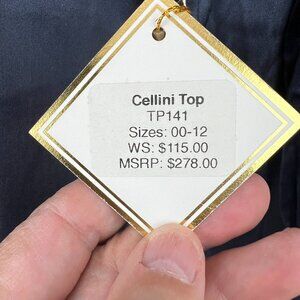 Cellini Top
TP141
Sizes: 00-12
WS: $115.00
MSRP: $278.00